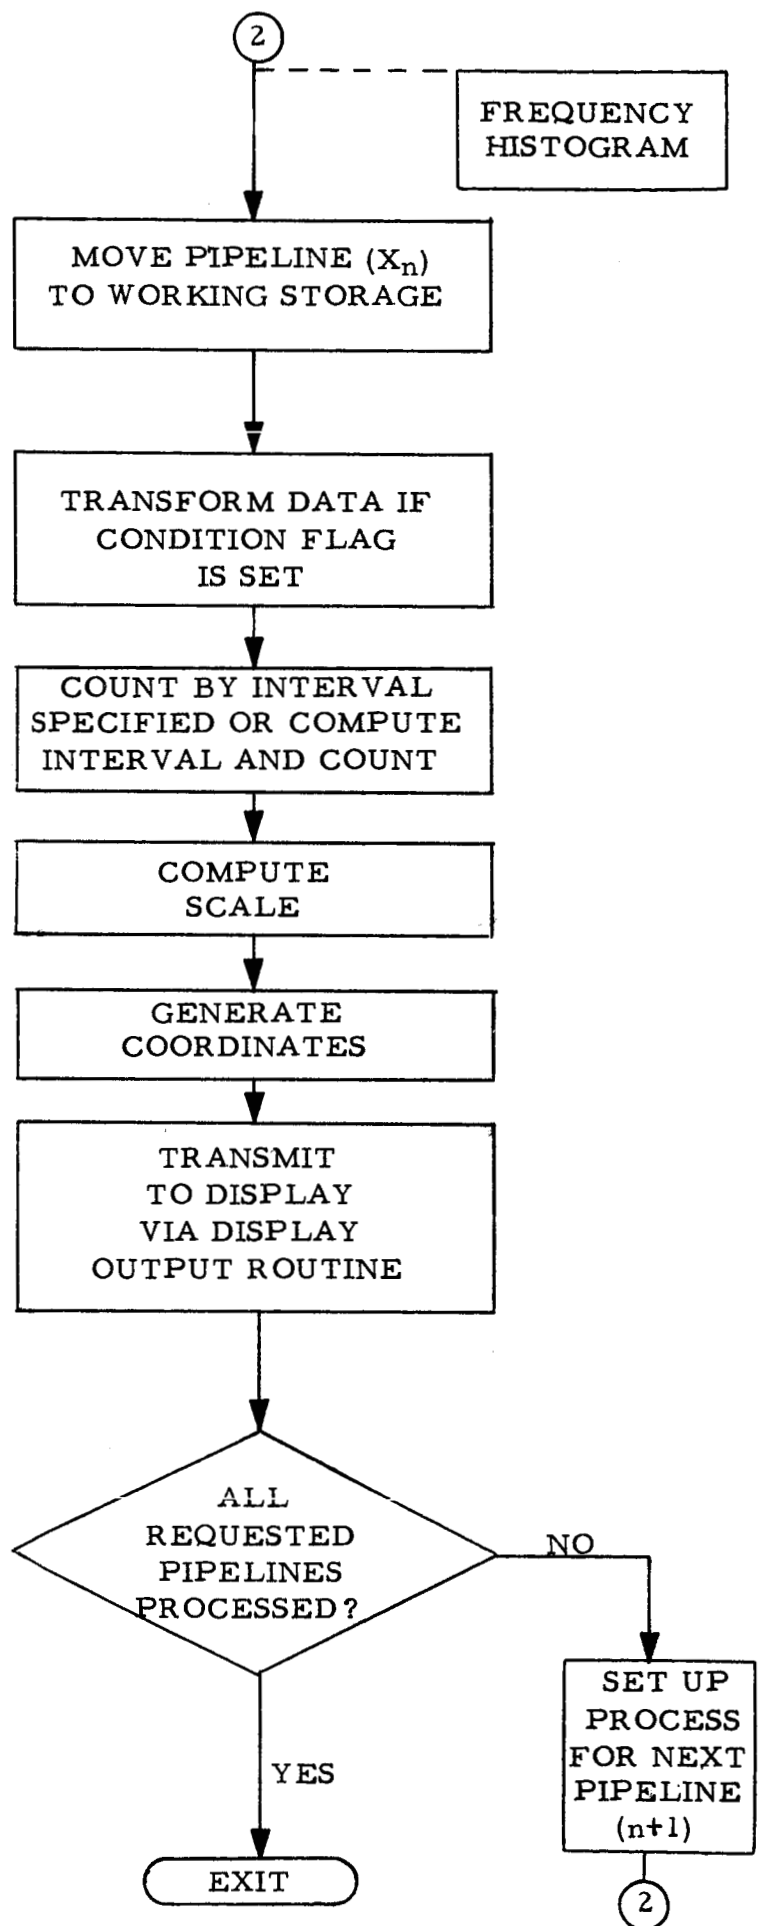 2
FREQUENCY
HISTOGRAM
MOVE PIPELINE (Xn)
TO WORKING STORAGE
TRANSFORM DATA IF
CONDITION FLAG
IS SET
COUNT BY INTERVAL
SPECIFIED OR COMPUTE
INTERVAL AND COUNT
COMPUTE
SCALE
GENERATE
COORDINATES
TRANSMIT
TO DISPLAY
VIA DISPLAY
OUTPUT ROUTINE
ALL
REQUESTED
PIPELINES
PROCESSED?
NO
SET UP
PROCESS
FOR NEXT
PIPELINE
(n+1)
YES
EXIT
2